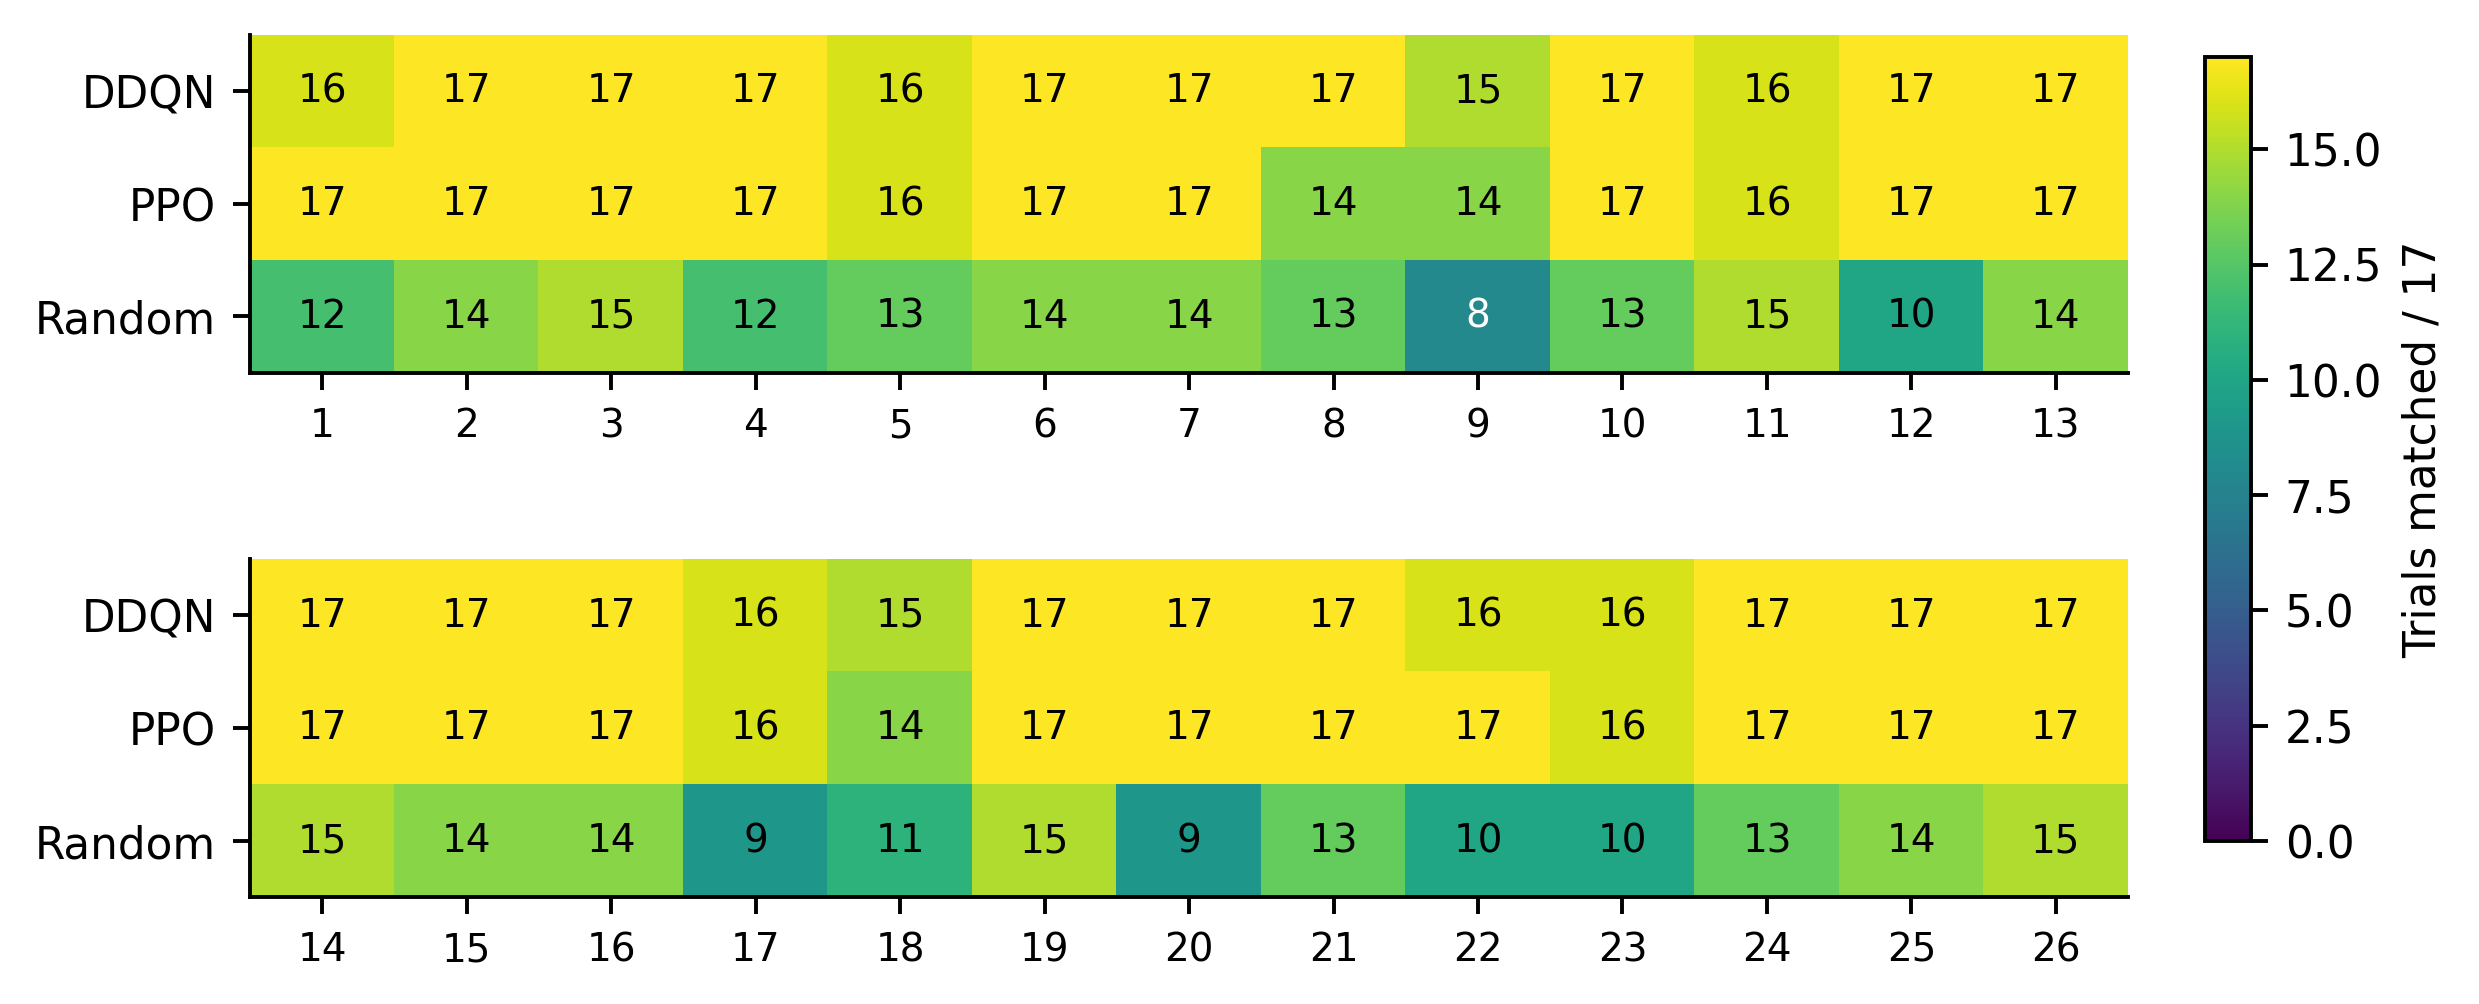 DDQN 16 17 17 17 16 17 17 17 15 17 16 17 17
PPO 17 17 17 17 16 17 17 14 14 17 16 17 17
Random 12 14 15 12 13 14 14 13 8 13 15 10 14
1 2 3 4 5 6 7 8 9 10 11 12 13
DDQN 17 17 17 16 15 17 17 17 16 16 17 17 17
PPO 17 17 17 16 14 17 17 17 17 16 17 17 17
Random 15 14 14 9 11 15 9 13 10 10 13 14 15
14 15 16 17 18 19 20 21 22 23 24 25 26
15.0
12.5
10.0
7.5
5.0
2.5
0.0
Trials matched / 17